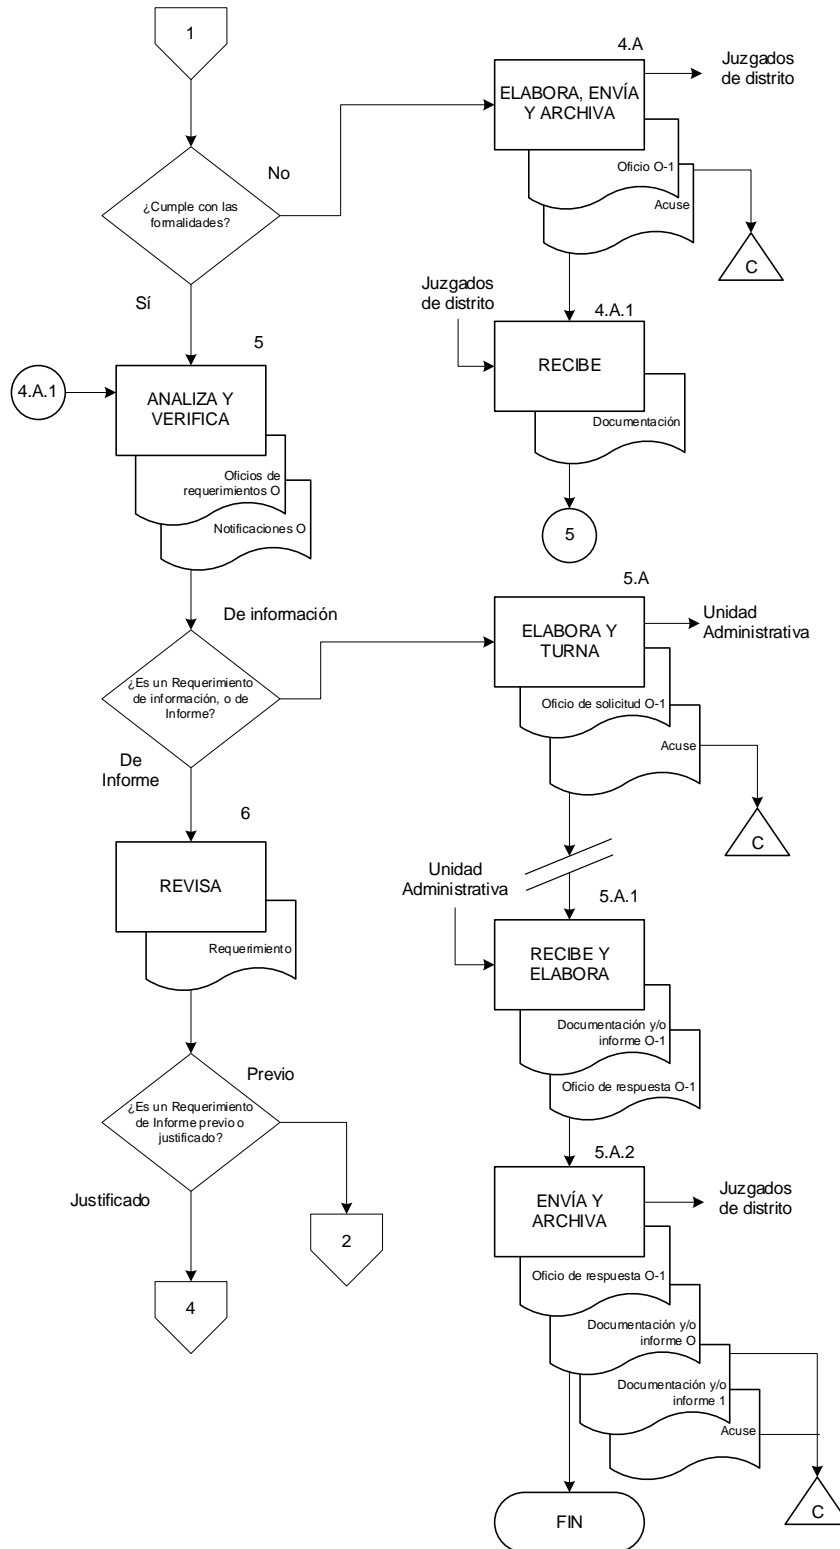 1
4.A
Juzgados
de distrito
ELABORA, ENVÍA
Y ARCHIVA
No
Oficio O-1
¿Cumple con las
formalidades?
Acuse
C
Juzgados
de distrito
Sí
4.A.1
RECIBE
5
4.A.1
ANALIZA Y
VERIFICA
Documentación
Oficios de
requerimientos O
Notificaciones O
5
5.A
De información
Unidad
Administrativa
ELABORA Y
TURNA
¿Es un Requerimiento
de información, o de
Informe?
Oficio de solicitud O-1
Acuse
De
Informe
C
6
REVISA
Unidad
Administrativa
5.A.1
Requerimiento
RECIBE Y
ELABORA
Documentación y/o
informe O-1
Previo
Oficio de respuesta O-1
¿Es un Requerimiento
de Informe previo o
justificado?
5.A.2
Justificado
ENVÍA Y
ARCHIVA
Juzgados
de distrito
2
Oficio de respuesta O-1
4
Documentación y/o
informe O
Documentación y/o
informe 1
Acuse
C
FIN